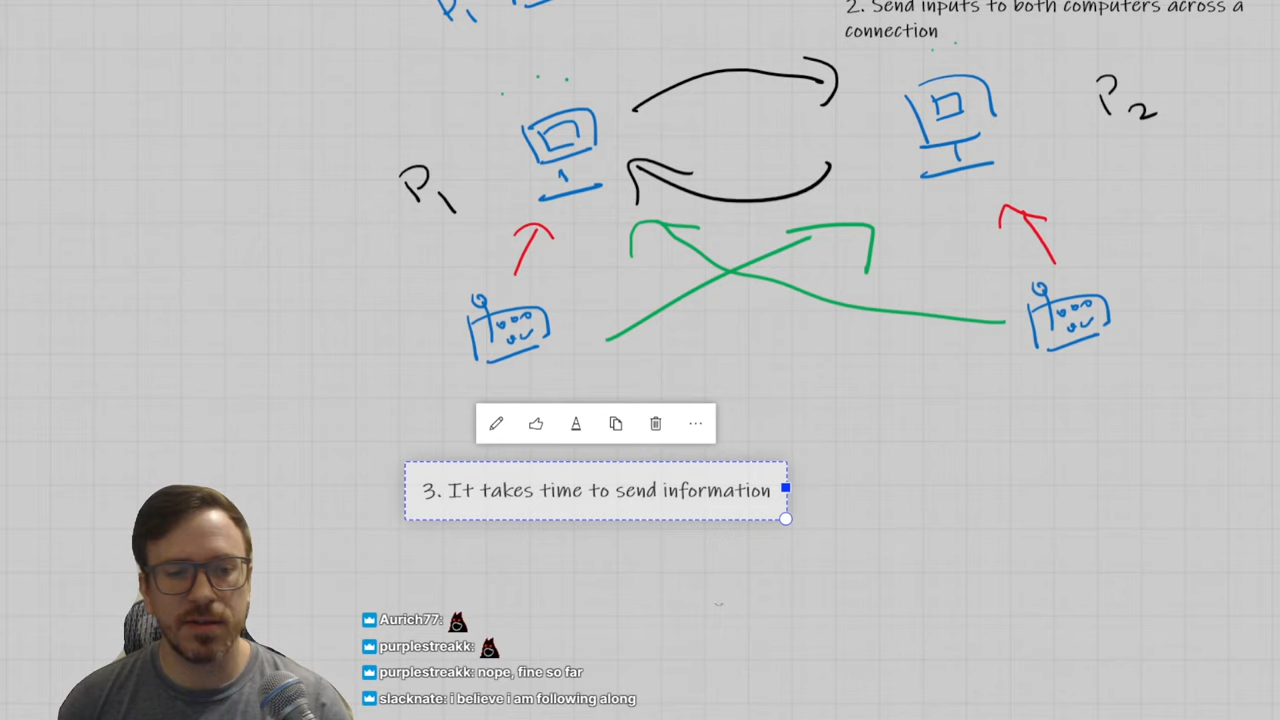 P1
2. Send inputs to both computers across a
connection
P2
P1
3. It takes time to send information
Aurich77:
purplestreakk:
purplestreakk: nope, fine so far
slacknate: i believe i am following along